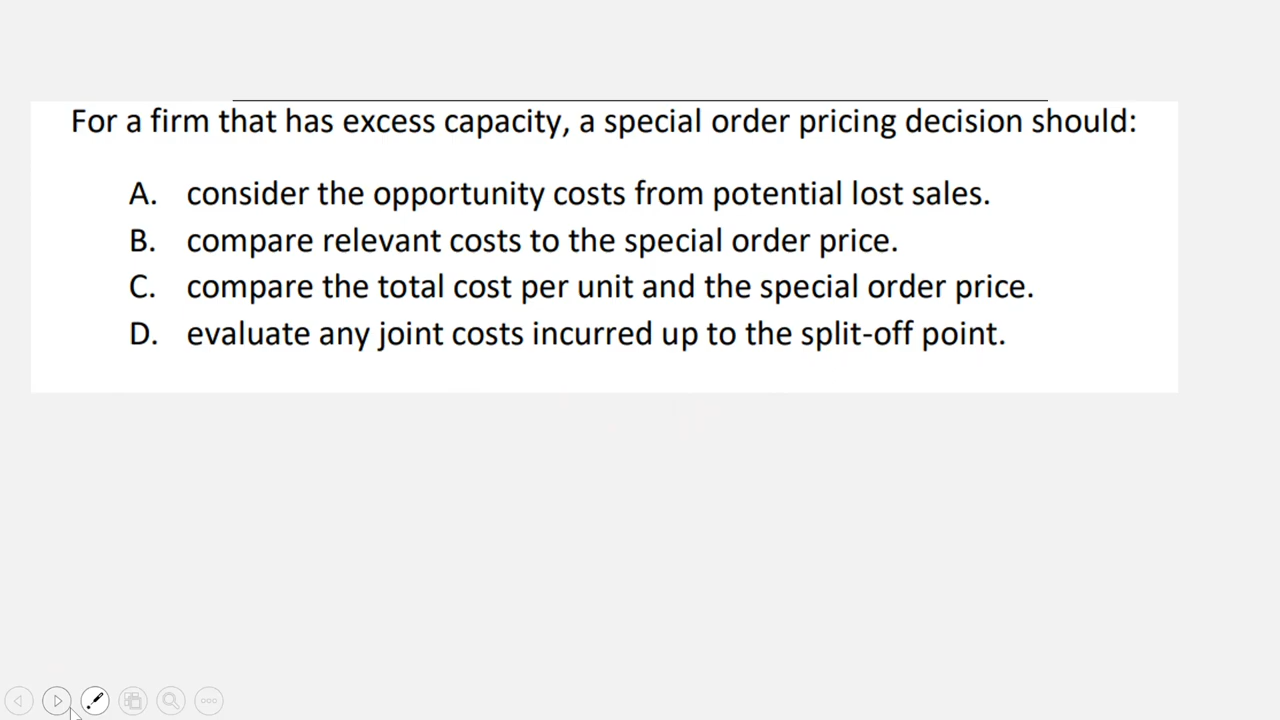 For a firm that has excess capacity, a special order pricing decision should:
A. consider the opportunity costs from potential lost sales.
B. compare relevant costs to the special order price.
C. compare the total cost per unit and the special order price.
D. evaluate any joint costs incurred up to the split-off point.